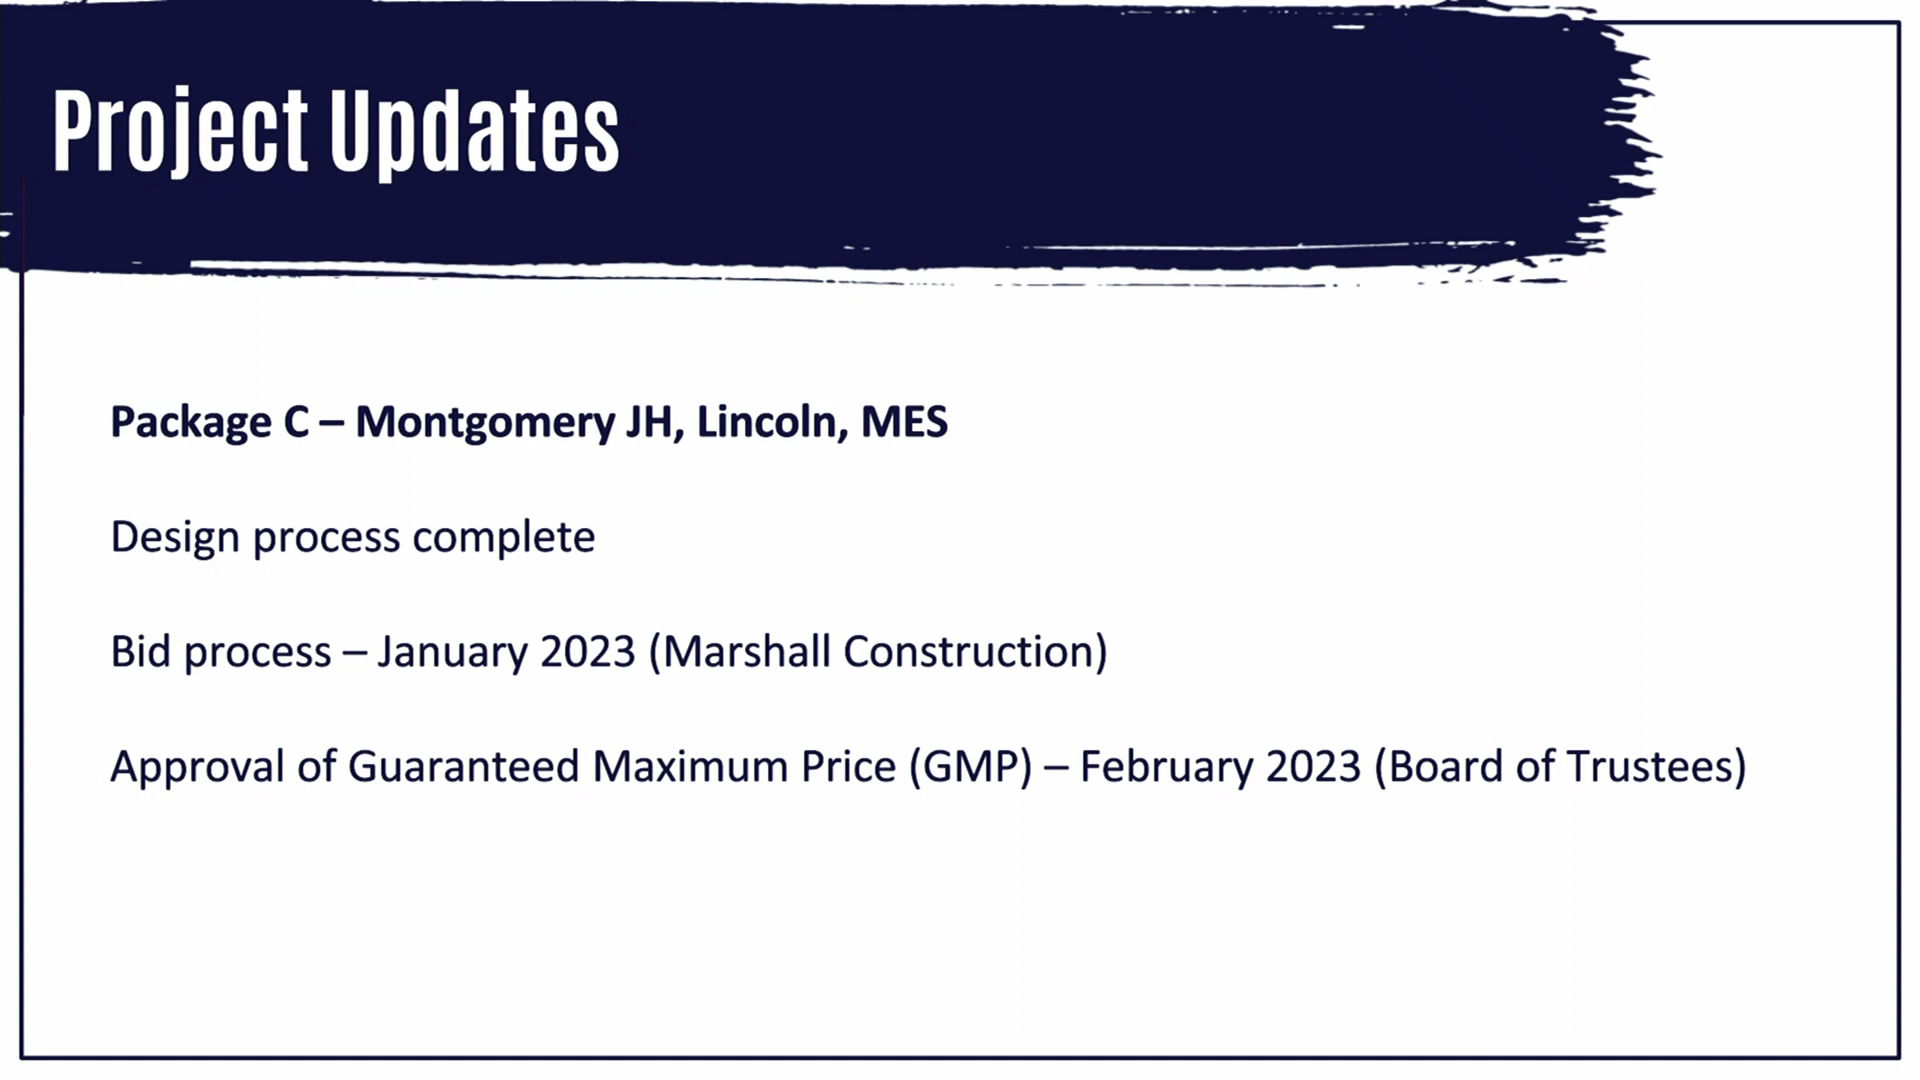 Project Updates
Package C – Montgomery JH, Lincoln, MES
Design process complete
Bid process – January 2023 (Marshall Construction)
Approval of Guaranteed Maximum Price (GMP) – February 2023 (Board of Trustees)